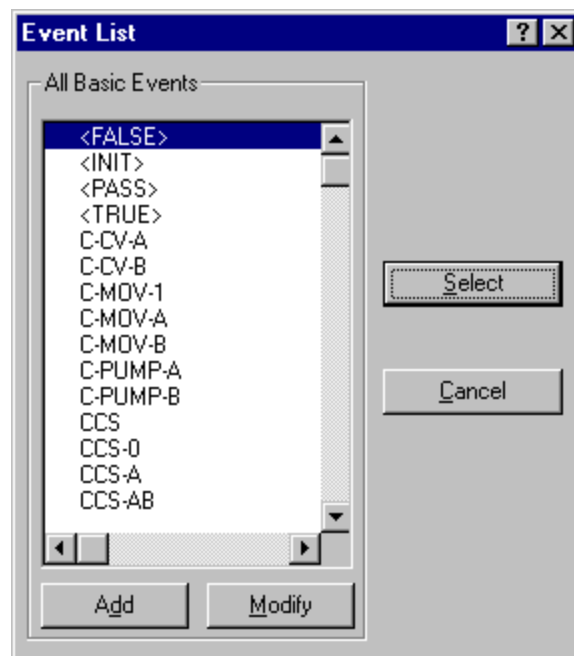 Event List
All Basic Events
<FALSE>
<INIT>
<PASS>
<TRUE>
C-CV-A
C-CV-B
C-MOV-1
C-MOV-A
C-MOV-B
C-PUMP-A
C-PUMP-B
CCS
CCS-0
CCS-A
CCS-AB
Select
Cancel
Add
Modify